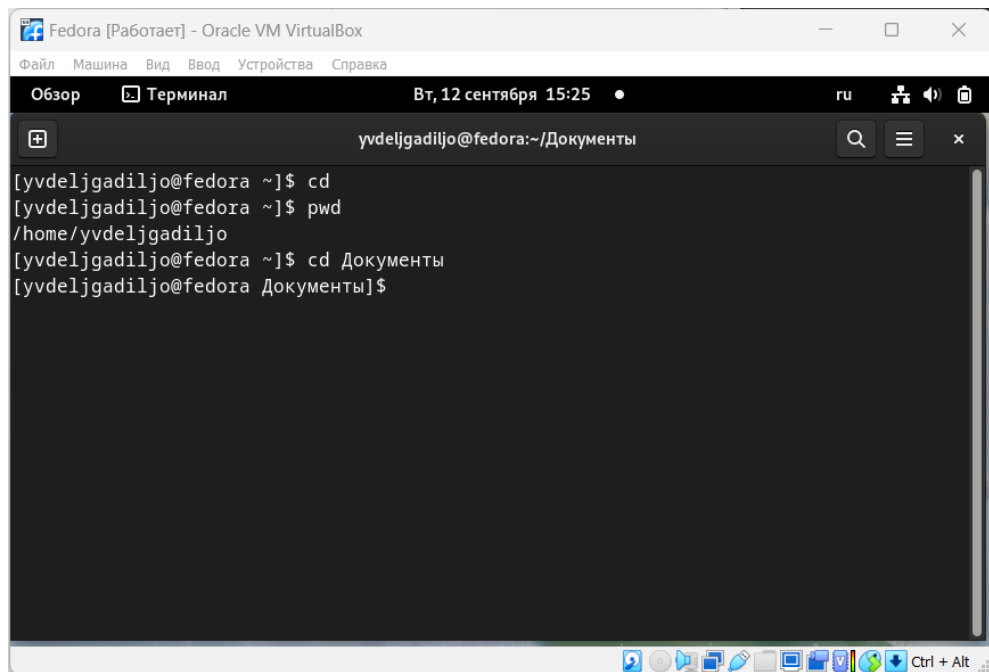 Fedora [Работает] - Oracle VM VirtualBox
Файл Машина Вид Ввод Устройства Справка
Обзор Терминал Вт, 12 сентября 15:25 ru
yvdeljgadiljo@fedora:~/Документы
[yvdeljgadiljo@fedora ~]$ cd
[yvdeljgadiljo@fedora ~]$ pwd
/home/yvdeljgadiljo
[yvdeljgadiljo@fedora ~]$ cd Документы
[yvdeljgadiljo@fedora Документы]$
Ctrl + Alt